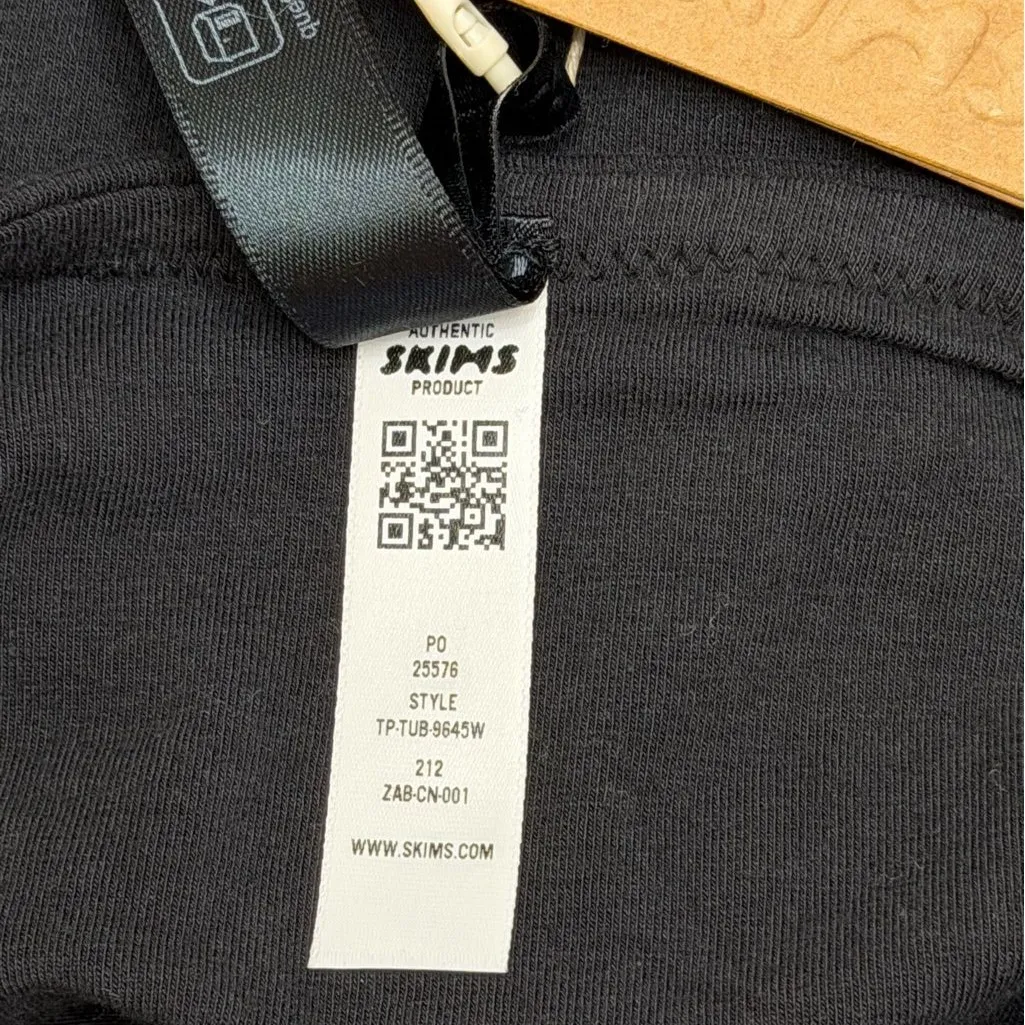 AUTHENTIC
SKIMS
PRODUCT
PO
25576
STYLE
TP-TUB-9645W
212
ZAB-CN-001
WWW.SKIMS.COM